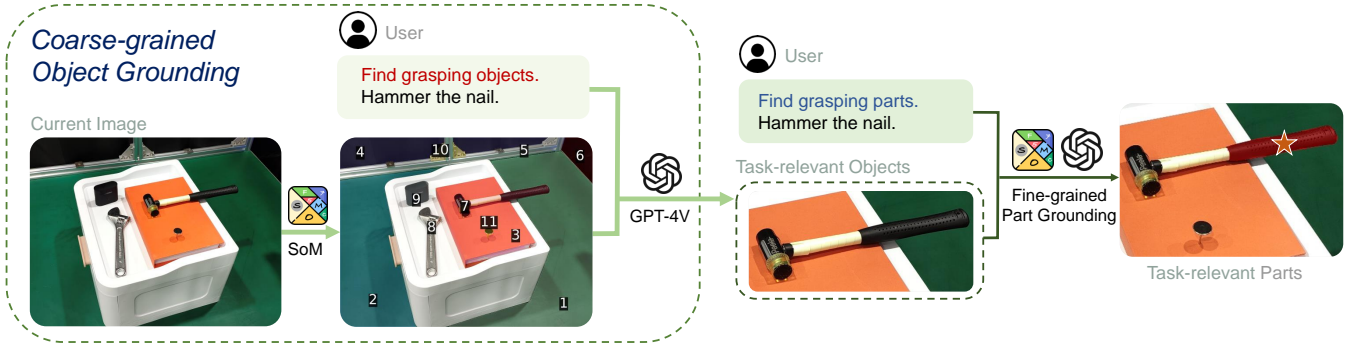 Coarse-grained
Object Grounding
User
Find grasping objects.
Hammer the nail.
Current Image
SoM
4
10
5
6
9
7
8
11
3
2
1
GPT-4V
User
Find grasping parts.
Hammer the nail.
Task-relevant Objects
Fine-grained
Part Grounding
Task-relevant Parts